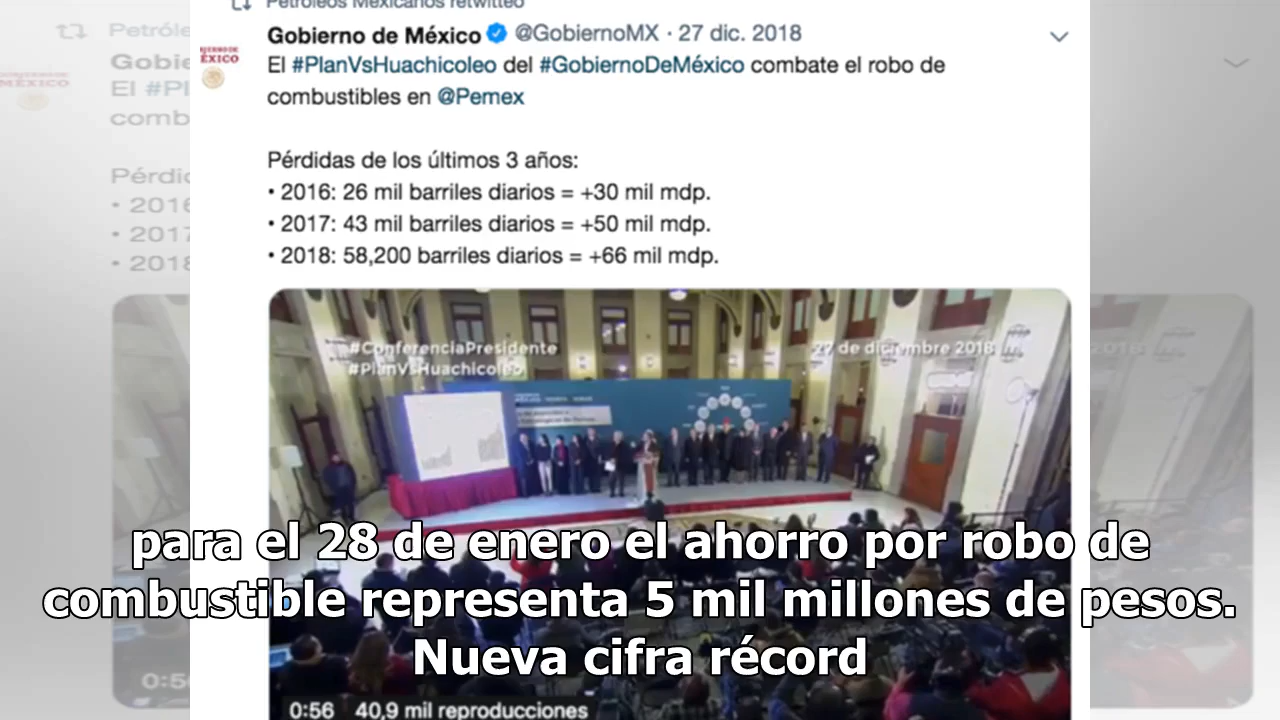 Petróleos Mexicanos retwitteó
Gobierno de México @GobiernoMX · 27 dic. 2018
El #PlanVsHuachicoleo del #GobiernoDeMéxico combate el robo de
combustibles en @Pemex
Pérdidas de los últimos 3 años:
• 2016: 26 mil barriles diarios = +30 mil mdp.
• 2017: 43 mil barriles diarios = +50 mil mdp.
• 2018: 58,200 barriles diarios = +66 mil mdp.
#ConferenciaPresidente
#PlanVsHuachicoleo
27 de diciembre 2018
para el 28 de enero el ahorro por robo de
combustible representa 5 mil millones de pesos.
Nueva cifra récord
0:56 40,9 mil reproducciones